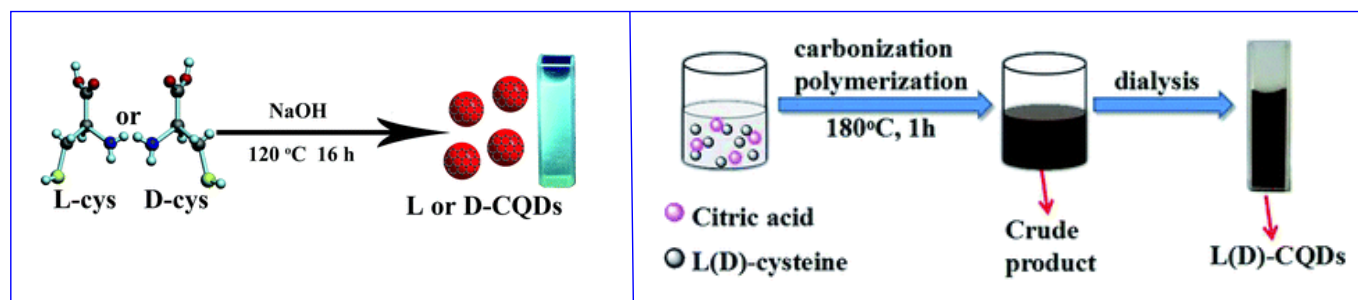 NaOH
120 °C 16 h
or
L-cys D-cys
L or D-CQDs
carbonization
polymerization
180°C, 1h
dialysis
Citric acid
L(D)-cysteine
Crude
product
L(D)-CQDs